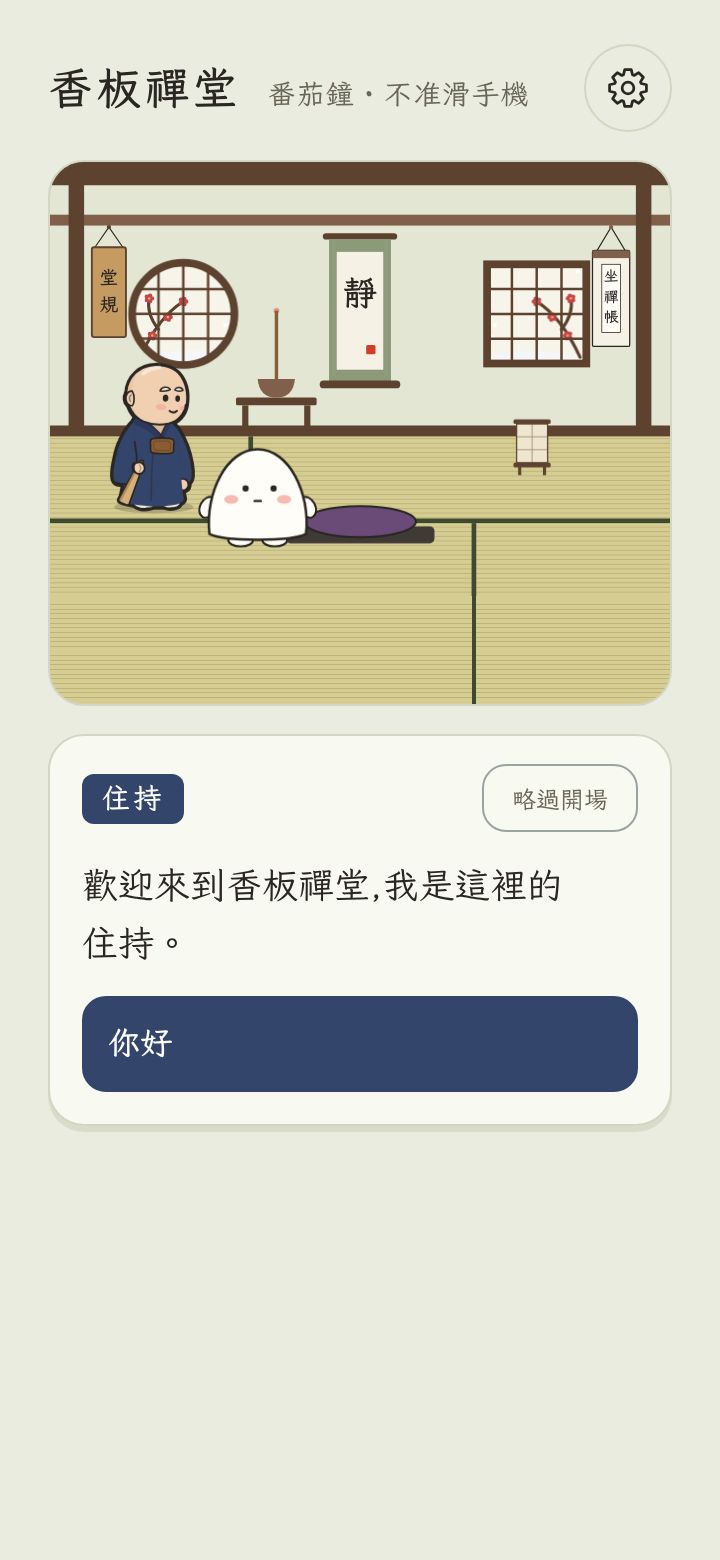 香板禪堂
番茄鐘・不准滑手機
堂規
靜
坐禪帳
住持
略過開場
歡迎來到香板禪堂,我是這裡的
住持。
你好